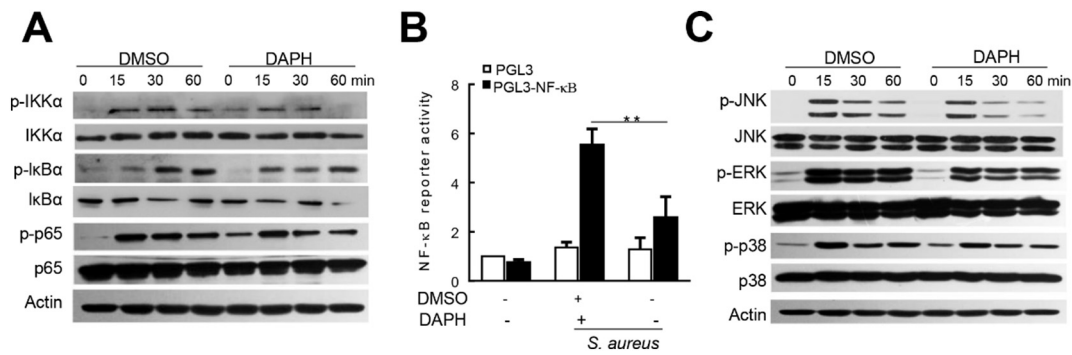 A
DMSO DAPH
0 15 30 60 0 15 30 60 min
p-IKKα
IKKα
p-IκBα
IκBα
p-p65
p65
Actin
B
PGL3
PGL3-NF-κB
NF-κB reporter activity
8
6
4
2
0
**
DMSO - + -
DAPH - + -
S. aureus
C
DMSO DAPH
0 15 30 60 0 15 30 60 min
p-JNK
JNK
p-ERK
ERK
p-p38
p38
Actin